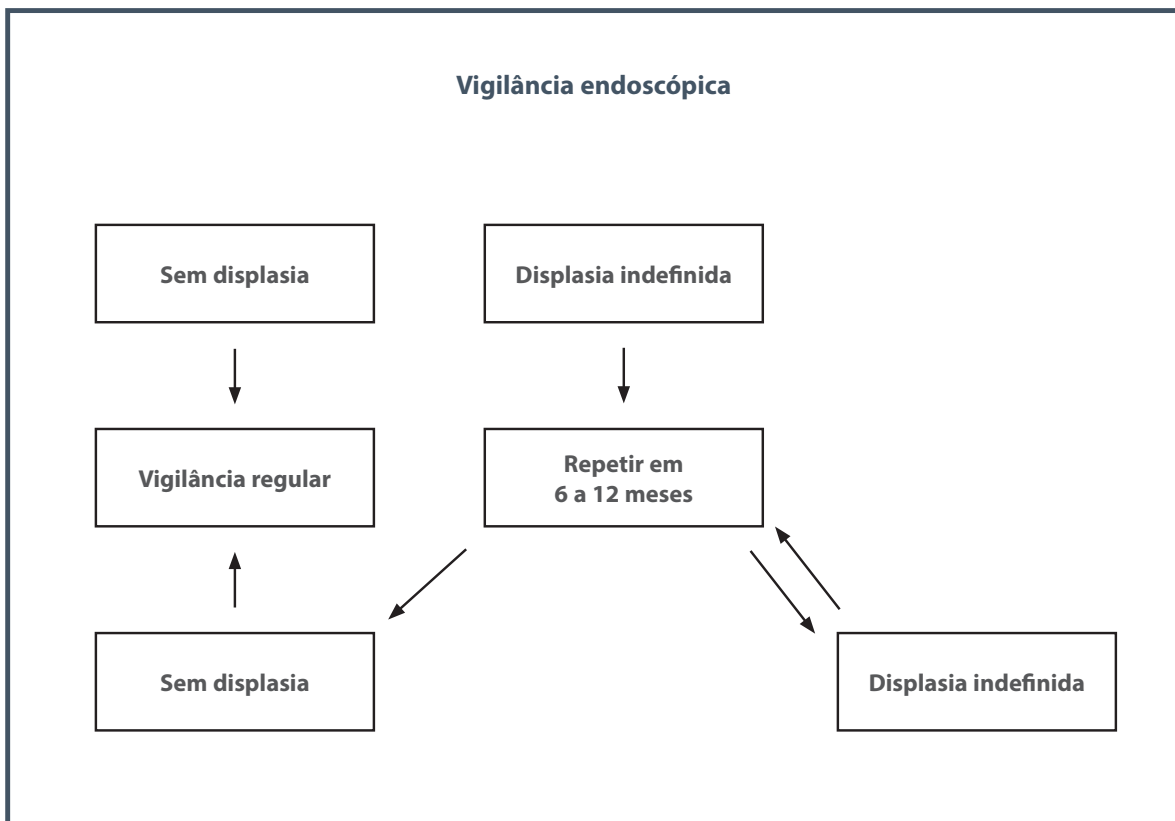 Vigilância endoscópica
Sem displasia
Displasia indefinida
Vigilância regular
Repetir em
6 a 12 meses
Sem displasia
Displasia indefinida